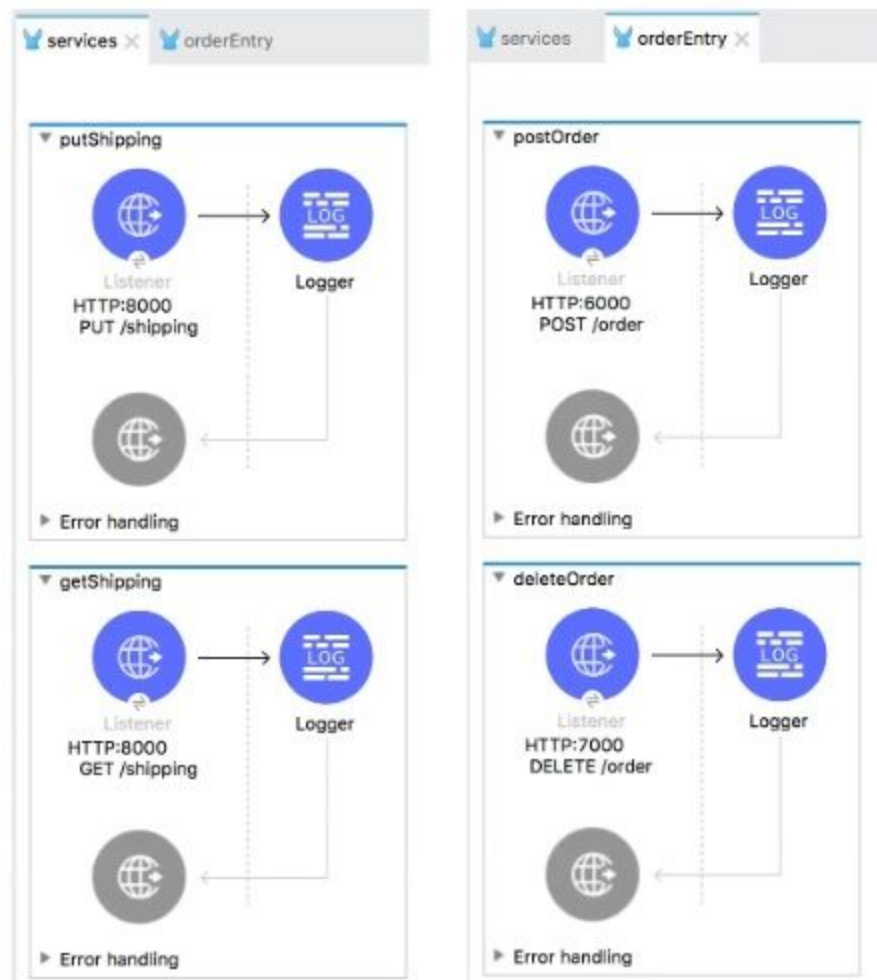 services
orderEntry
putShipping
LOG
Listener
Logger
HTTP:8000
PUT /shipping
Error handling
getShipping
LOG
Listener
Logger
HTTP:8000
GET /shipping
Error handling
services
orderEntry
postOrder
LOG
Listener
Logger
HTTP:6000
POST /order
Error handling
deleteOrder
LOG
Listener
Logger
HTTP:7000
DELETE /order
Error handling